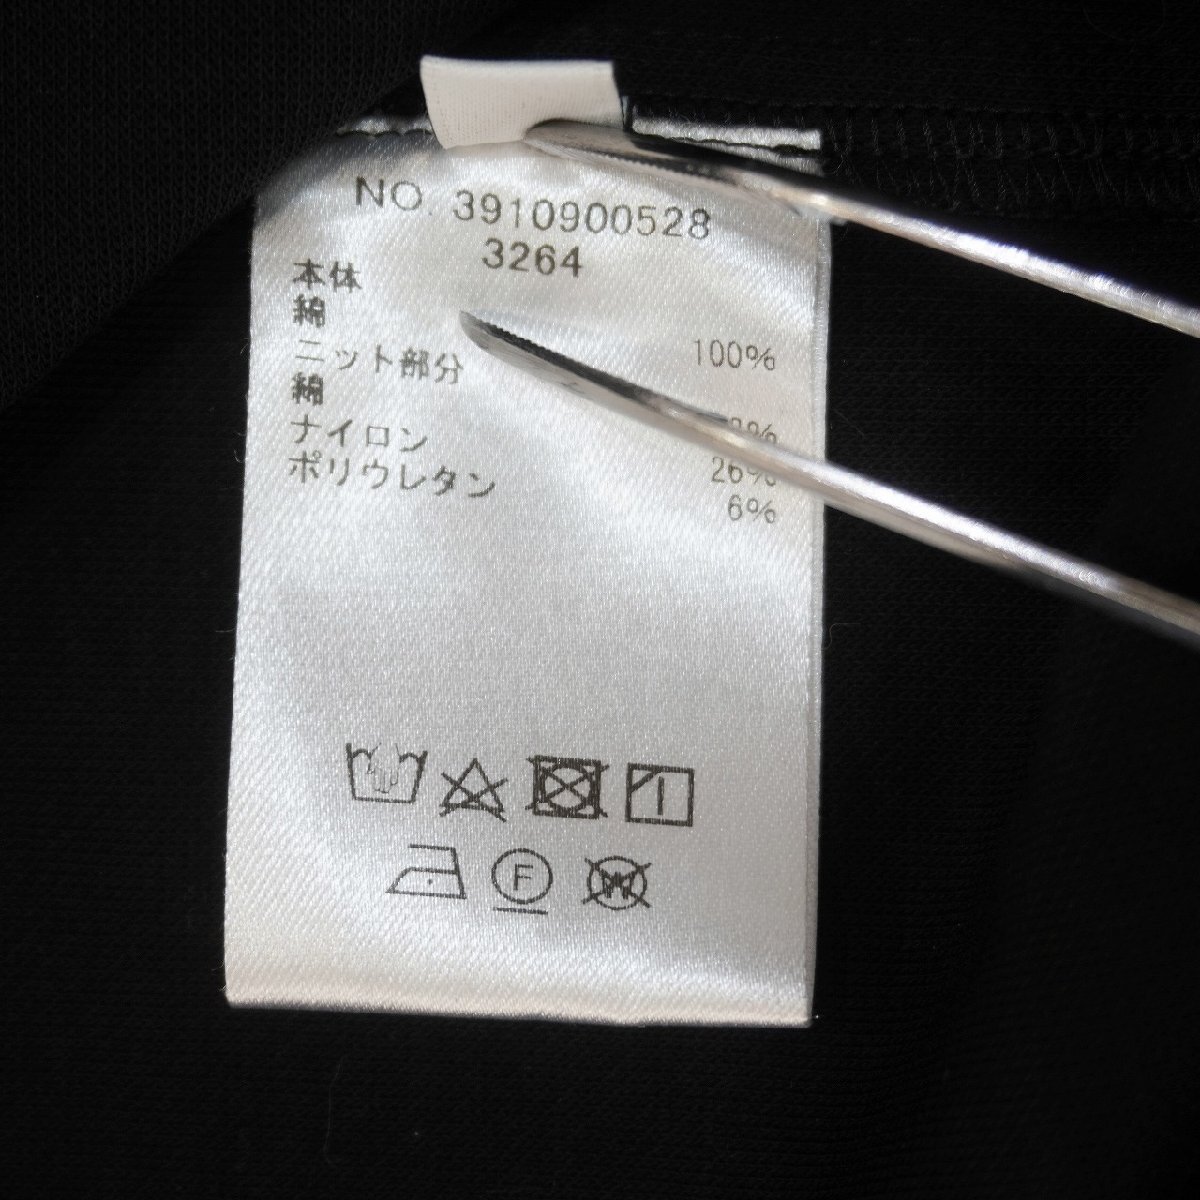 NO. 3910900528
3264
本体
綿 100%
ニット部分
綿
ナイロン 26%
ポリウレタン 6%
F
W